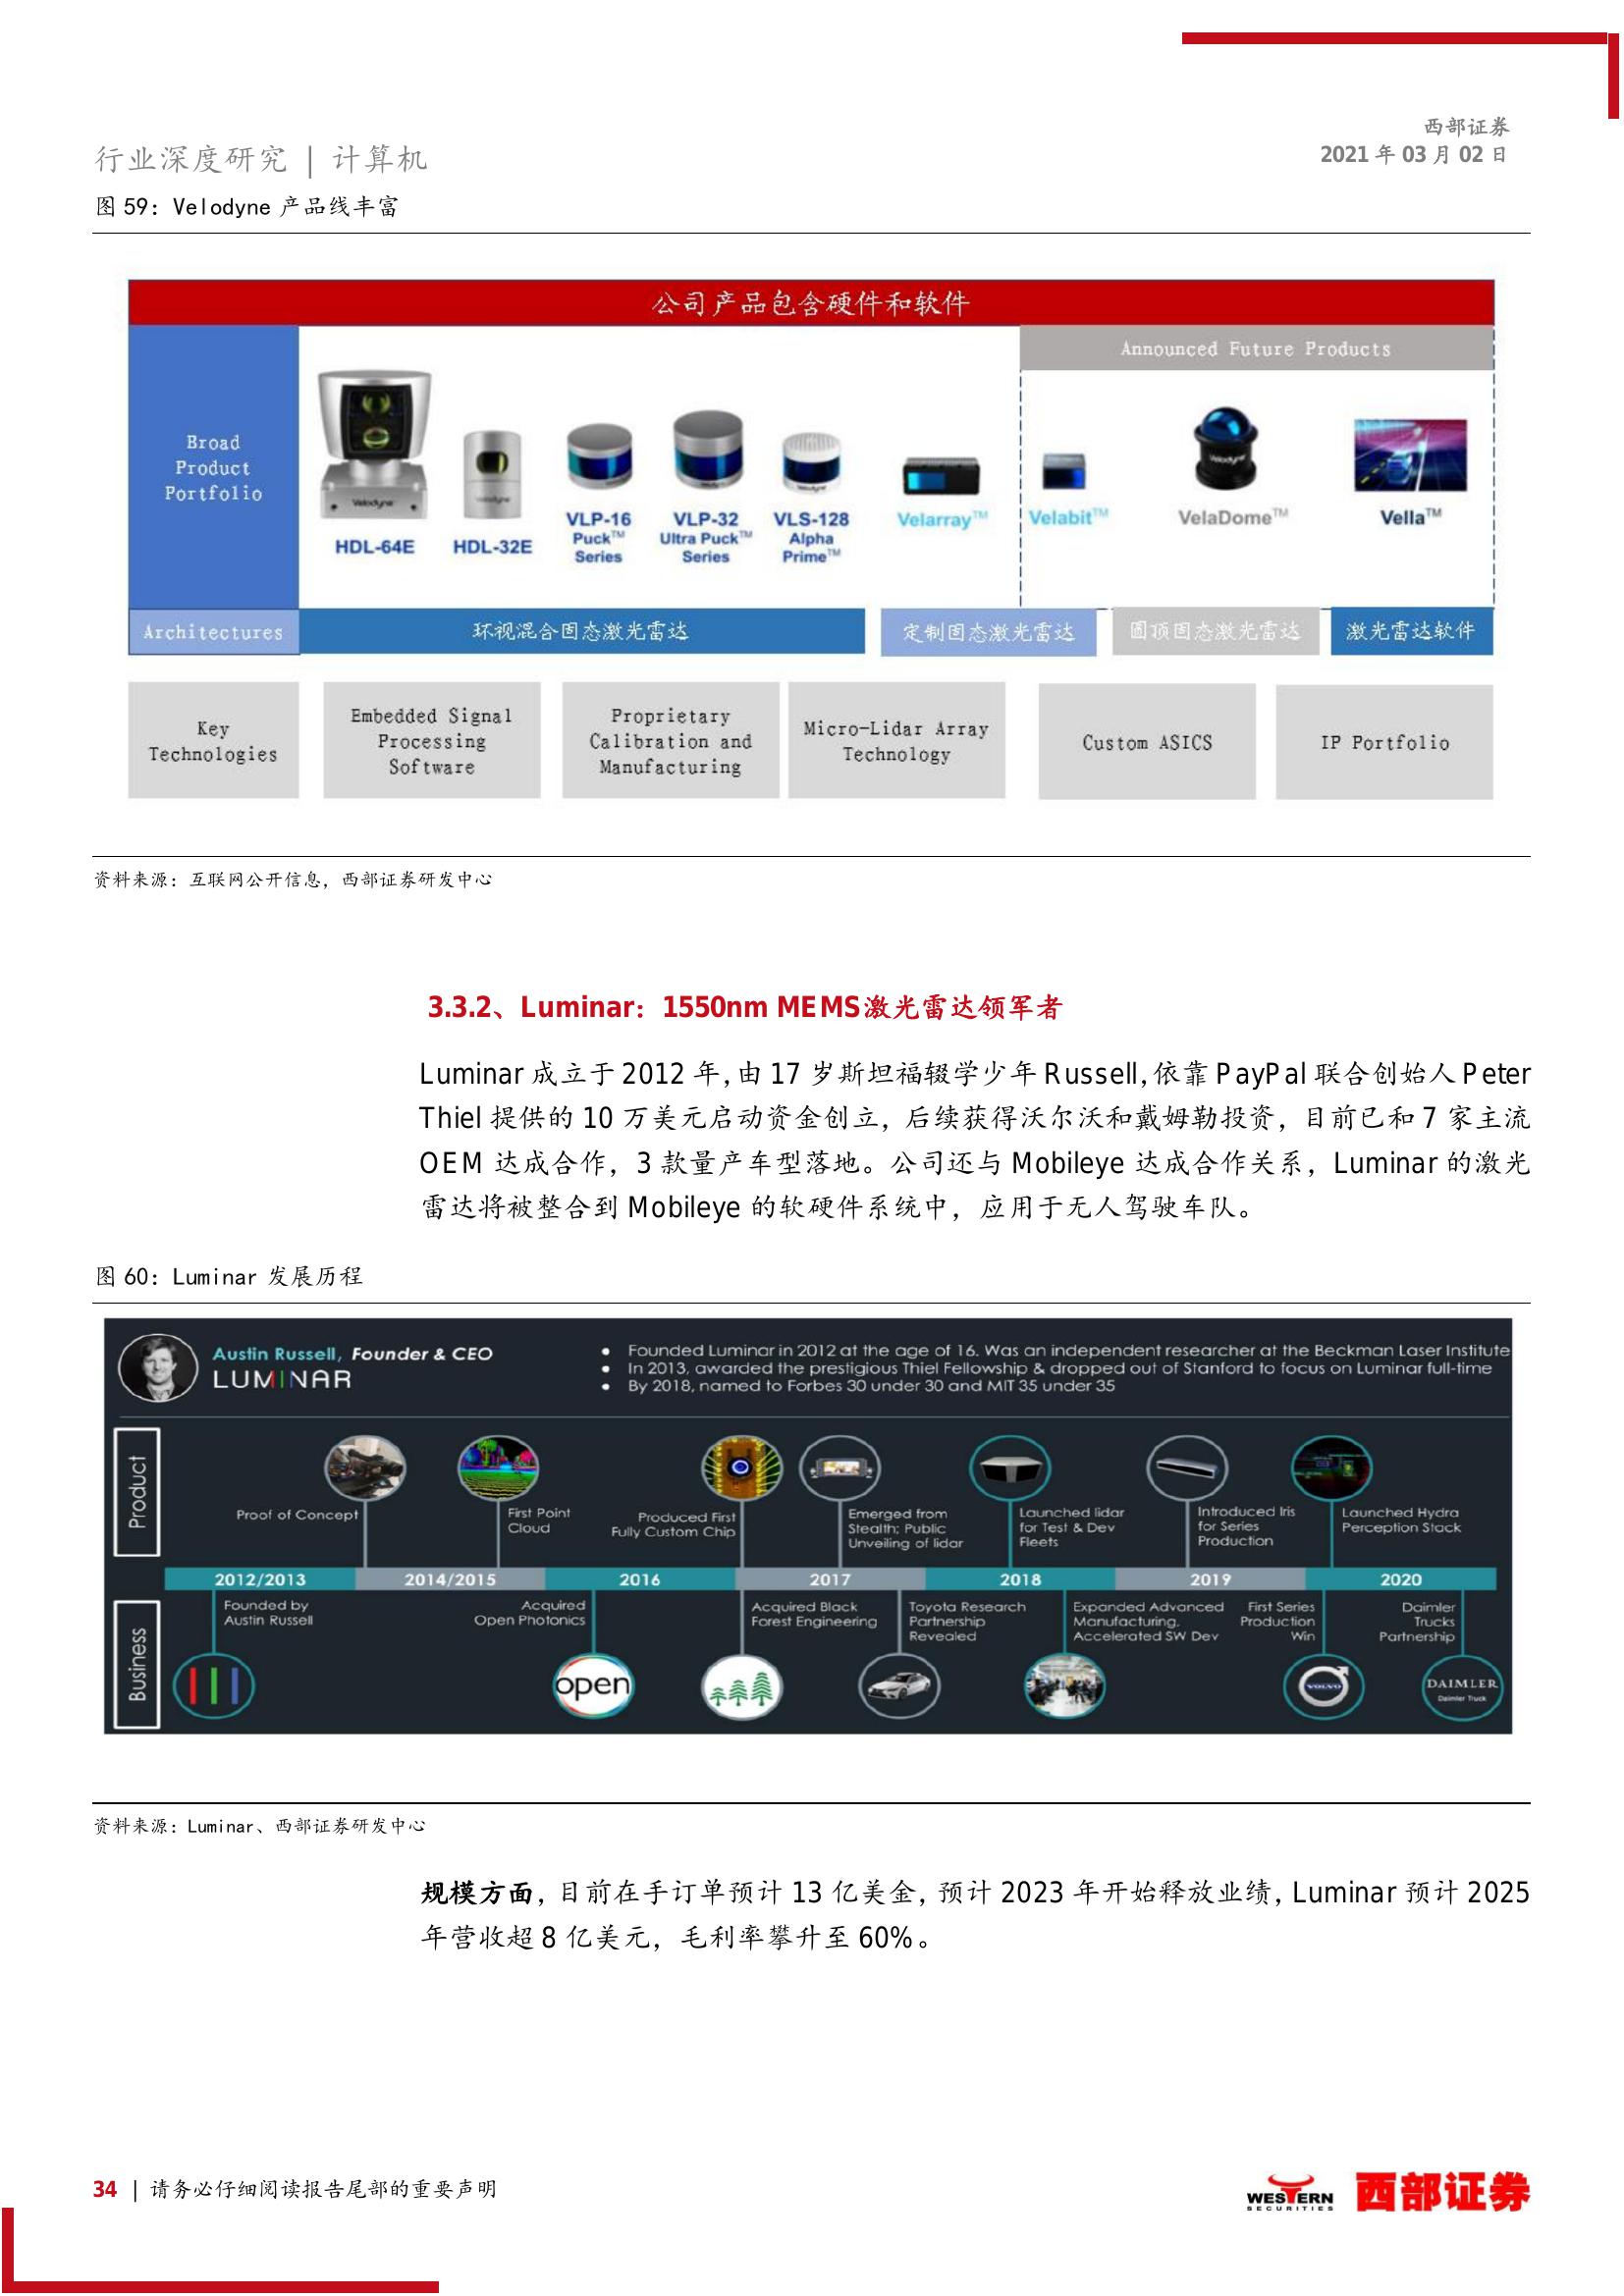 西部证券
2021 年 03 月 02 日
行业深度研究 | 计算机
图 59：Velodyne 产品线丰富
公司产品包含硬件和软件
Announced Future Products
Broad
Product
Portfolio
Velodyne
HDL-64E
HDL-32E
VLP-16
Puck™
Series
VLP-32
Ultra Puck™
Series
VLS-128
Alpha
Prime™
Velarray™
Velabit™
VelaDome™
Vella™
Architectures
环视混合固态激光雷达
定制固态激光雷达
圆顶固态激光雷达
激光雷达软件
Key
Technologies
Embedded Signal
Processing
Software
Proprietary
Calibration and
Manufacturing
Micro-Lidar Array
Technology
Custom ASICS
IP Portfolio
资料来源：互联网公开信息，西部证券研发中心
3.3.2、Luminar：1550nm MEMS激光雷达领军者
Luminar 成立于 2012 年，由 17 岁斯坦福辍学少年 Russell，依靠 PayPal 联合创始人 Peter
Thiel 提供的 10 万美元启动资金创立，后续获得沃尔沃和戴姆勒投资，目前已和 7 家主流
OEM 达成合作，3 款量产车型落地。公司还与 Mobileye 达成合作关系，Luminar 的激光
雷达将被整合到 Mobileye 的软硬件系统中，应用于无人驾驶车队。
图 60：Luminar 发展历程
Austin Russell, Founder & CEO
LUMINAR
• Founded Luminar in 2012 at the age of 16. Was an independent researcher at the Beckman Laser Institute
• In 2013, awarded the prestigious Thiel Fellowship & dropped out of Stanford to focus on Luminar full-time
• By 2018, named to Forbes 30 under 30 and MIT 35 under 35
Product
Proof of Concept
First Point
Cloud
Produced First
Fully Custom Chip
Emerged from
Stealth; Public
Unveiling of lidar
Launched lidar
for Test & Dev
Fleets
Introduced Iris
for Series
Production
Launched Hydra
Perception Stack
2012/2013
2014/2015
2016
2017
2018
2019
2020
Business
Founded by
Austin Russell
Acquired
Open Photonics
Acquired Black
Forest Engineering
Toyota Research
Partnership
Revealed
Expanded Advanced
Manufacturing,
Accelerated SW Dev
First Series
Production
Win
Daimler
Trucks
Partnership
open
VOLVO
DAIMLER
Daimler Truck
资料来源：Luminar、西部证券研发中心
规模方面，目前在手订单预计 13 亿美金，预计 2023 年开始释放业绩，Luminar 预计 2025
年营收超 8 亿美元，毛利率攀升至 60%。
34 | 请务必仔细阅读报告尾部的重要声明
WESTERN
SECURITIES
西部证券